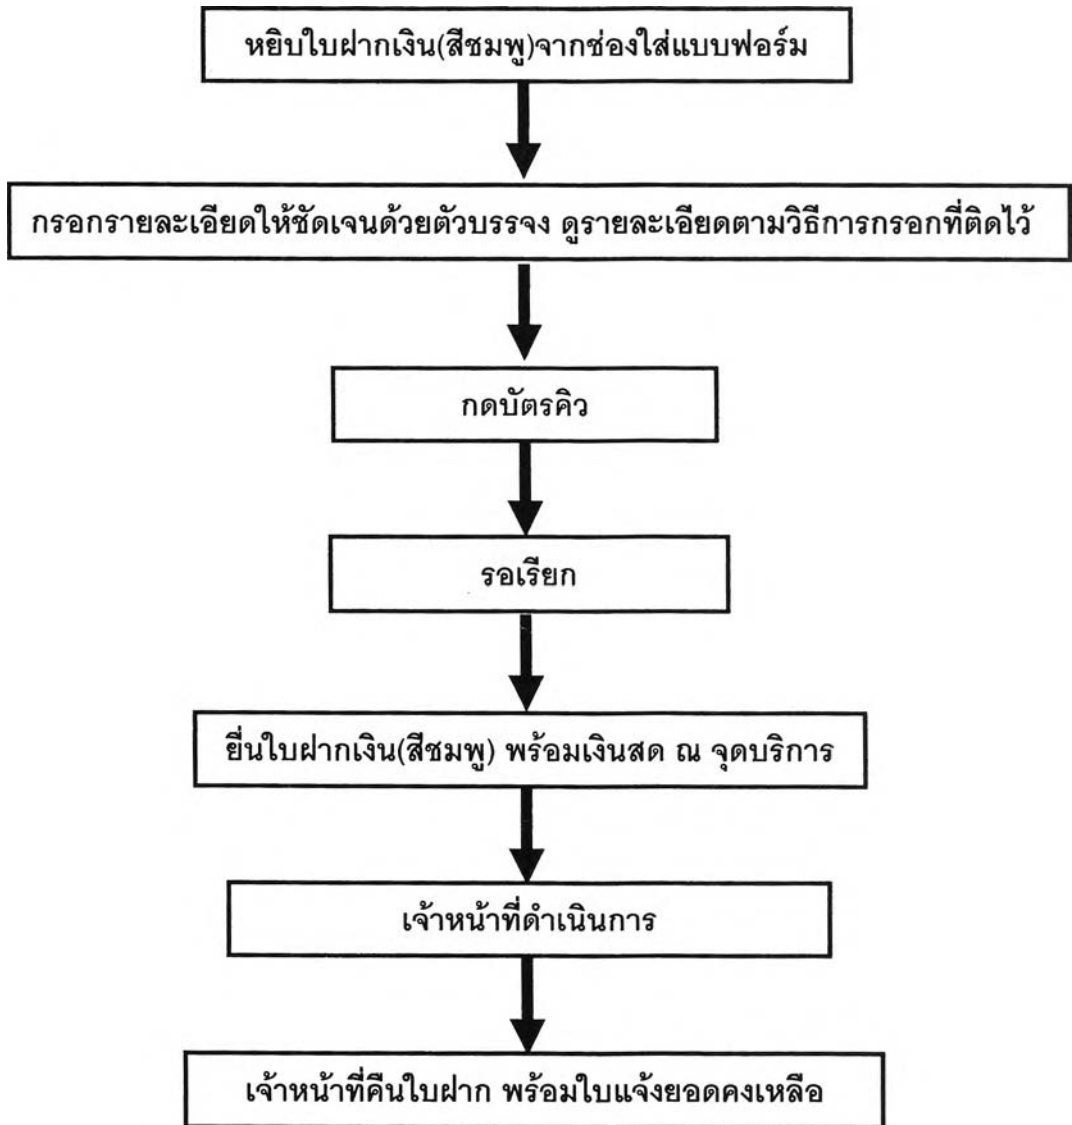 หยิบใบฝากเงิน(สีชมพู)จากช่องใส่แบบฟอร์ม
กรอกรายละเอียดให้ชัดเจนด้วยตัวบรรจง ดูรายละเอียดตามวิธีการกรอกที่ติดไว้
กดบัตรคิว
รอเรียก
ยื่นใบฝากเงิน(สีชมพู) พร้อมเงินสด ณ จุดบริการ
เจ้าหน้าที่ดำเนินการ
เจ้าหน้าที่คืนใบฝาก พร้อมใบแจ้งยอดคงเหลือ